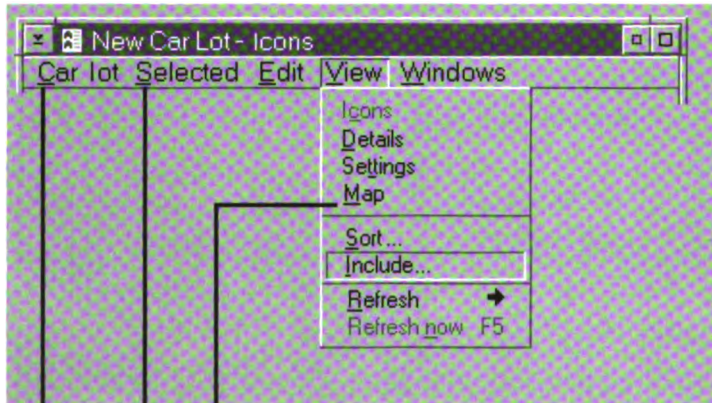 New Car Lot - Icons
Car lot Selected Edit View Windows
Icons
Details
Settings
Map
Sort...
Include...
Refresh
Refresh now F5